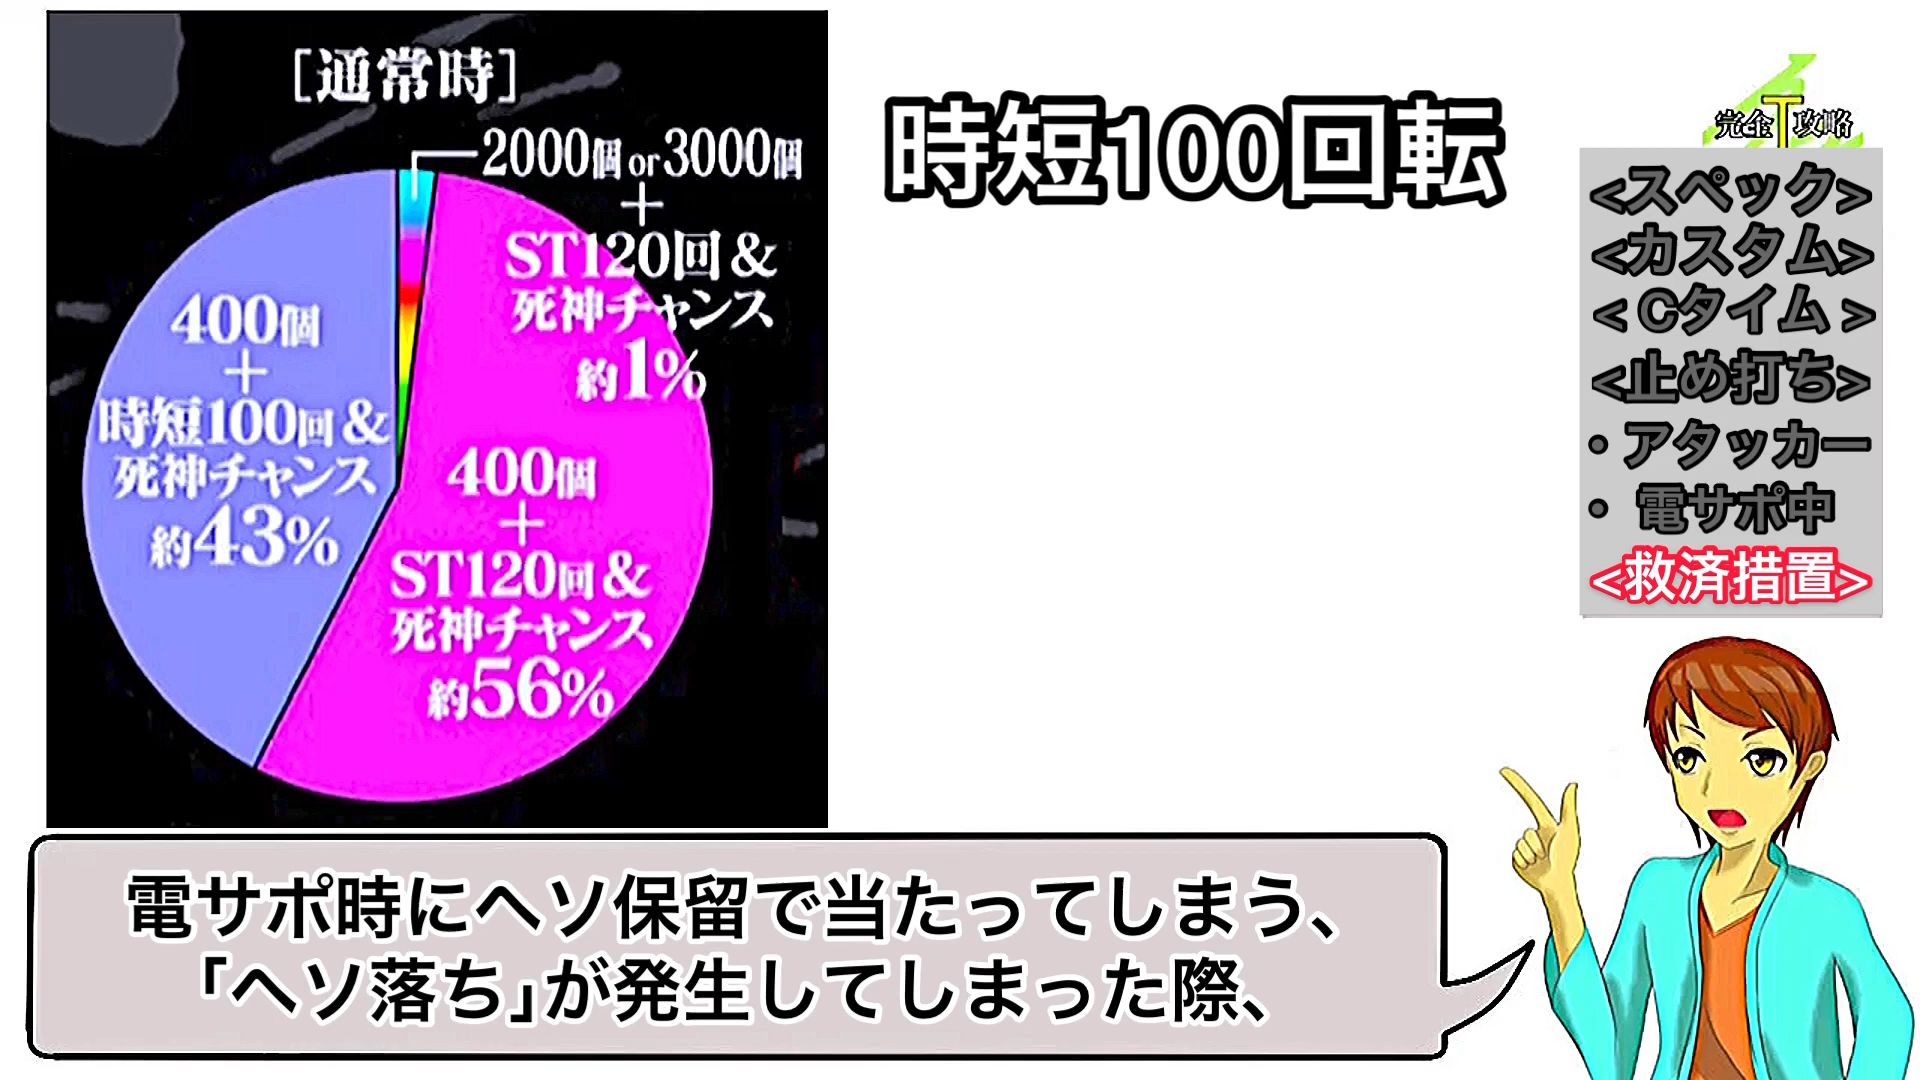 [通常時]
2000個or3000個
+
ST120回&
死神チャンス
約1%
400個
+
時短100回&
死神チャンス
約43%
400個
+
ST120回&
死神チャンス
約56%
時短100回転
完全T攻略
<スペック>
<カスタム>
<Cタイム>
<止め打ち>
・アタッカー
・電サポ中
<救済措置>
電サポ時にヘソ保留で当たってしまう、
「ヘソ落ち」が発生してしまった際、